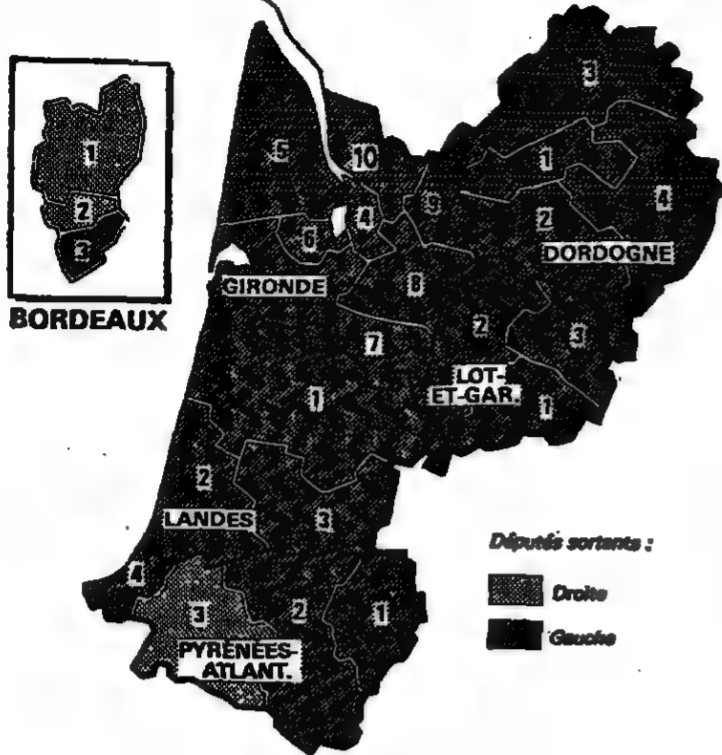 3
1
5
10
1
4
9
2
4
2
6
DORDOGNE
3
GIRONDE
8
BORDEAUX
2
3
7
LOT-
ET-GAR.
1
1
2
3
LANDES
Députés sortants :
4
Droite
3
2
1
Gauche
PYRÉNÉES-
ATLANT.